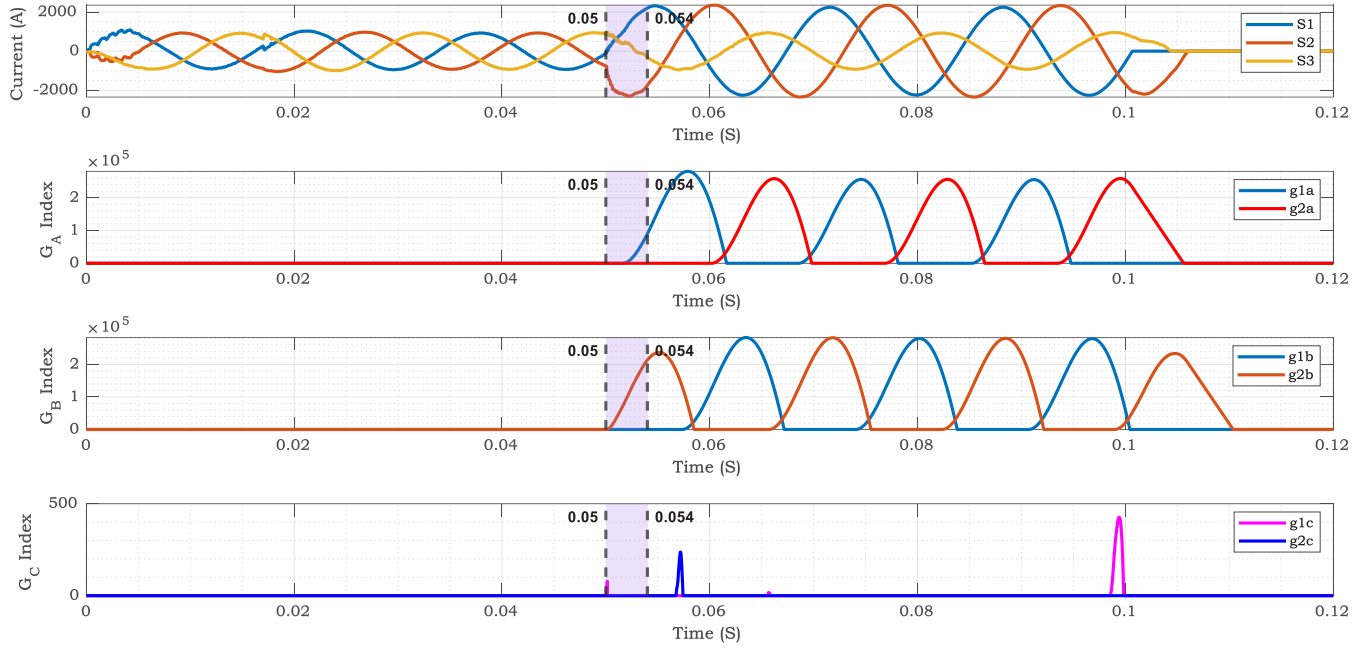 Current (A)
2000
0
-2000
0.05
0.054
S1
S2
S3
0
0.02
0.04
0.06
0.08
0.1
0.12
Time (S)
×10^5
G_A Index
2
1
0
0.05
0.054
g1a
g2a
0
0.02
0.04
0.06
0.08
0.1
0.12
Time (S)
×10^5
G_B Index
2
1
0
0.05
0.054
g1b
g2b
0
0.02
0.04
0.06
0.08
0.1
0.12
Time (S)
G_C Index
500
0
0.05
0.054
g1c
g2c
0
0.02
0.04
0.06
0.08
0.1
0.12
Time (S)